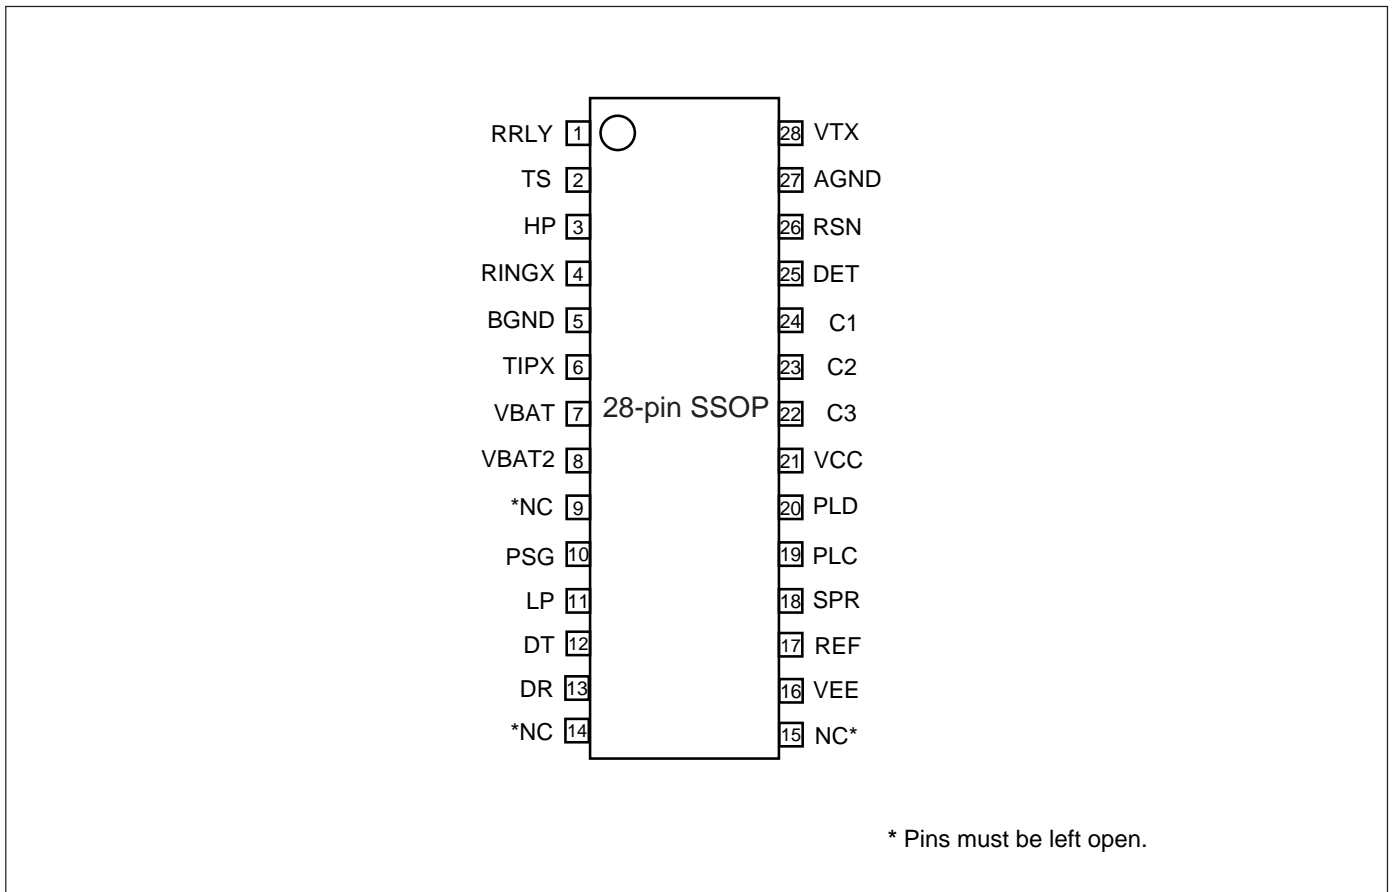 RRLY 1 28 VTX
TS 2 27 AGND
HP 3 26 RSN
RINGX 4 25 DET
BGND 5 24 C1
TIPX 6 23 C2
VBAT 7 28-pin SSOP 22 C3
VBAT2 8 21 VCC
*NC 9 20 PLD
PSG 10 19 PLC
LP 11 18 SPR
DT 12 17 REF
DR 13 16 VEE
*NC 14 15 NC*
* Pins must be left open.